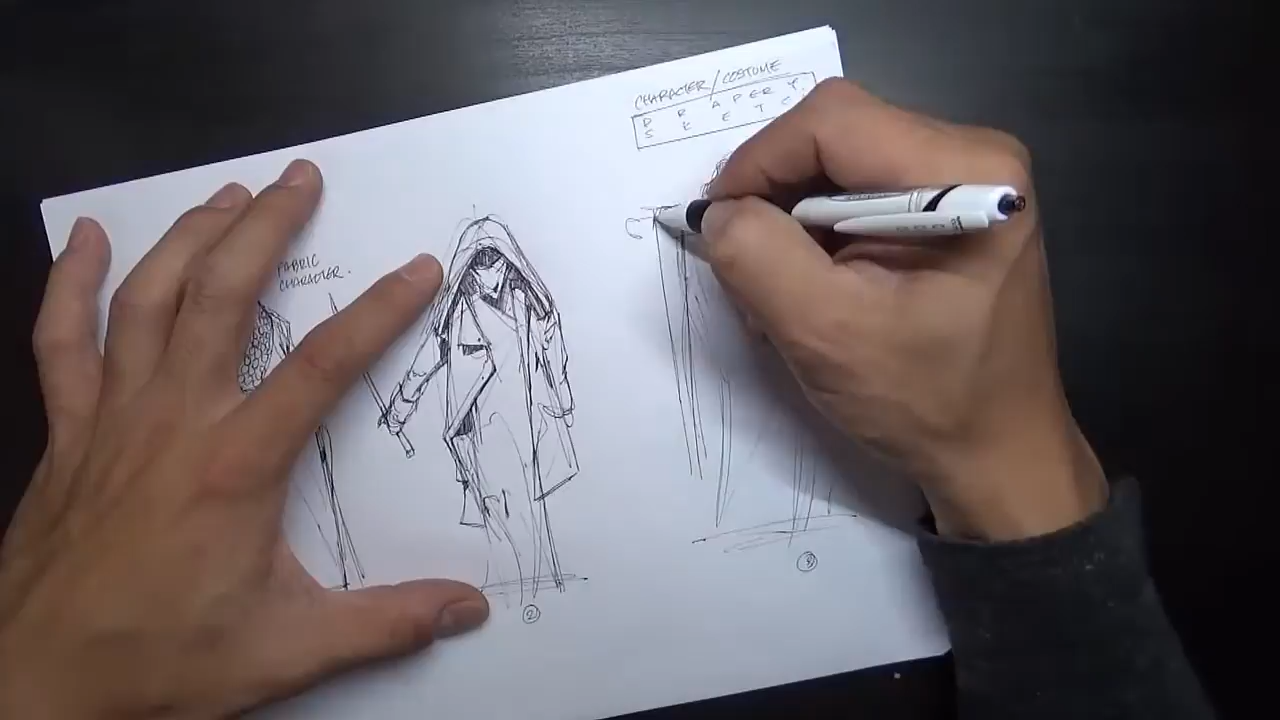 CHARACTER/COSTUME
D R A P E R Y.
S K E T C
FABRIC
CHARACTER.
2
3